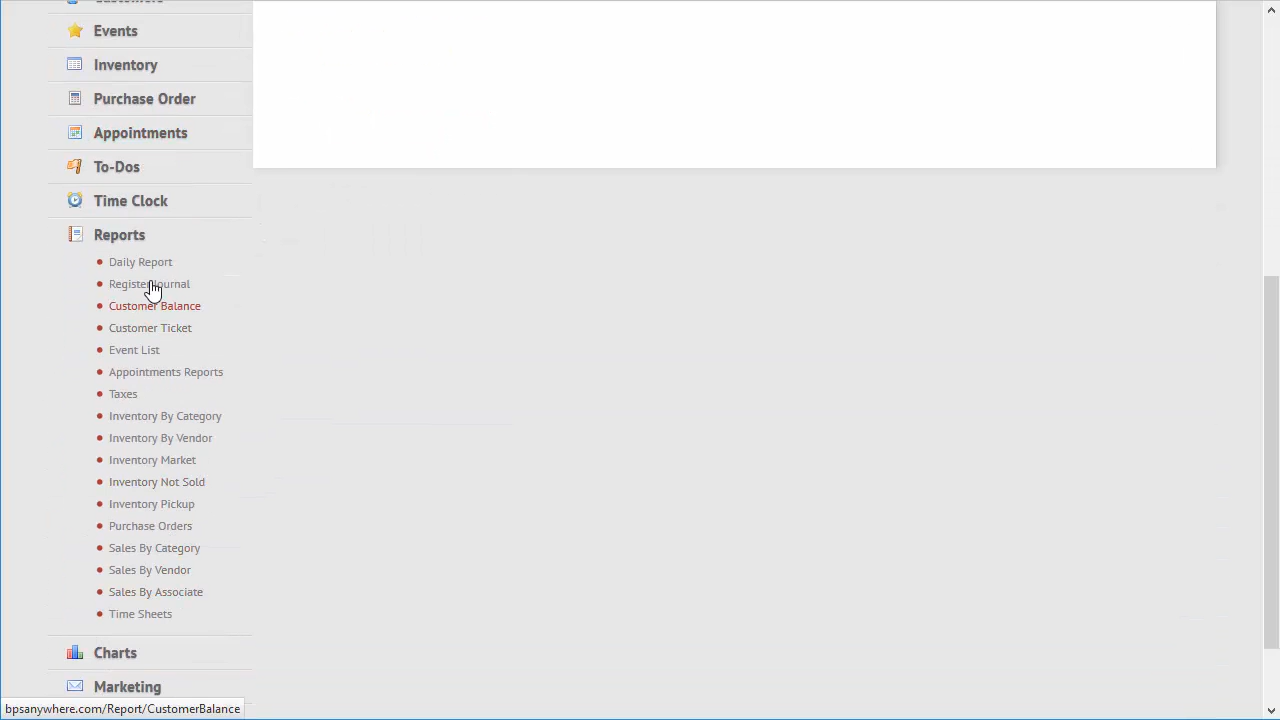 Customers
Events
Inventory
Purchase Order
Appointments
To-Dos
Time Clock
Reports
Daily Report
Register Journal
Customer Balance
Customer Ticket
Event List
Appointments Reports
Taxes
Inventory By Category
Inventory By Vendor
Inventory Market
Inventory Not Sold
Inventory Pickup
Purchase Orders
Sales By Category
Sales By Vendor
Sales By Associate
Time Sheets
Charts
Marketing
bpsanywhere.com/Report/CustomerBalance